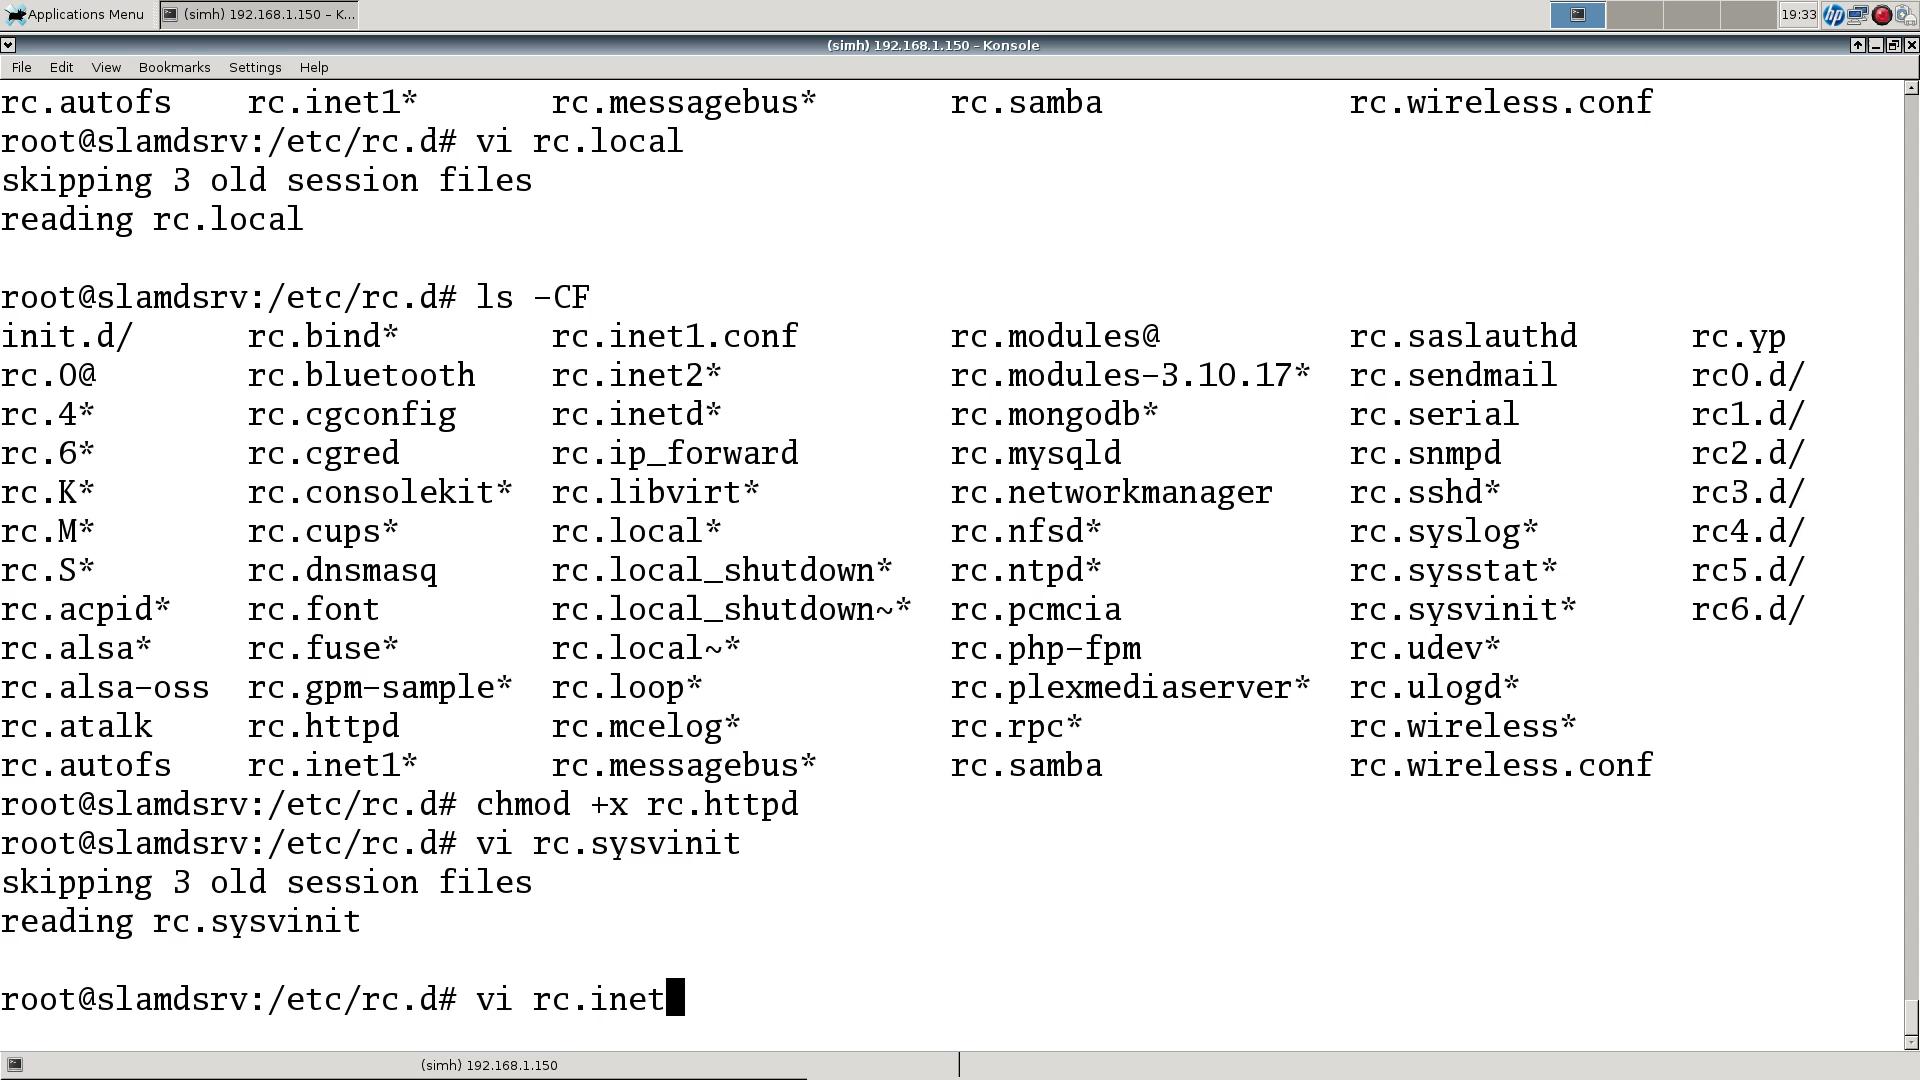 Applications Menu (simh) 192.168.1.150 – K... 19:33
(simh) 192.168.1.150 – Konsole
File Edit View Bookmarks Settings Help
rc.autofs rc.inet1* rc.messagebus* rc.samba rc.wireless.conf
root@slamdsrv:/etc/rc.d# vi rc.local
skipping 3 old session files
reading rc.local
root@slamdsrv:/etc/rc.d# ls -CF
init.d/ rc.bind* rc.inet1.conf rc.modules@ rc.saslauthd rc.yp
rc.0@ rc.bluetooth rc.inet2* rc.modules-3.10.17* rc.sendmail rc0.d/
rc.4* rc.cgconfig rc.inetd* rc.mongodb* rc.serial rc1.d/
rc.6* rc.cgred rc.ip_forward rc.mysqld rc.snmpd rc2.d/
rc.K* rc.consolekit* rc.libvirt* rc.networkmanager rc.sshd* rc3.d/
rc.M* rc.cups* rc.local* rc.nfsd* rc.syslog* rc4.d/
rc.S* rc.dnsmasq rc.local_shutdown* rc.ntpd* rc.sysstat* rc5.d/
rc.acpid* rc.font rc.local_shutdown~* rc.pcmcia rc.sysvinit* rc6.d/
rc.alsa* rc.fuse* rc.local~* rc.php-fpm rc.udev*
rc.alsa-oss rc.gpm-sample* rc.loop* rc.plexmediaserver* rc.ulogd*
rc.atalk rc.httpd rc.mcelog* rc.rpc* rc.wireless*
rc.autofs rc.inet1* rc.messagebus* rc.samba rc.wireless.conf
root@slamdsrv:/etc/rc.d# chmod +x rc.httpd
root@slamdsrv:/etc/rc.d# vi rc.sysvinit
skipping 3 old session files
reading rc.sysvinit
root@slamdsrv:/etc/rc.d# vi rc.inet
(simh) 192.168.1.150